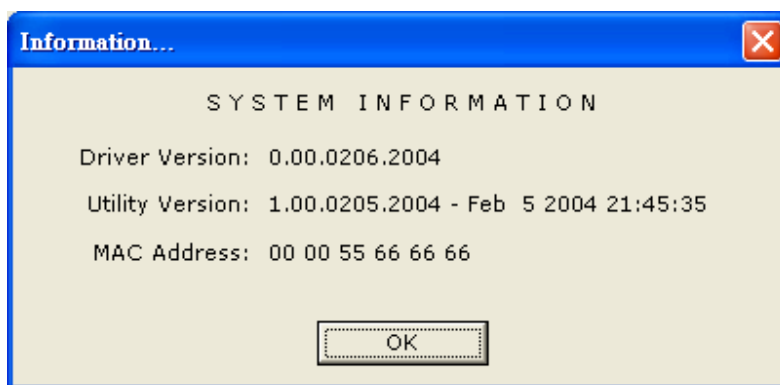 Information...
SYSTEM INFORMATION
Driver Version: 0.00.0206.2004
Utility Version: 1.00.0205.2004 - Feb  5 2004 21:45:35
MAC Address: 00 00 55 66 66 66
OK